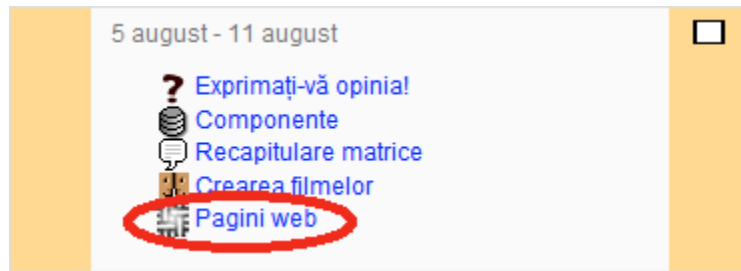 5 august - 11 august
Exprimați-vă opinia!
Componente
Recapitulare matrice
Crearea filmelor
Pagini web